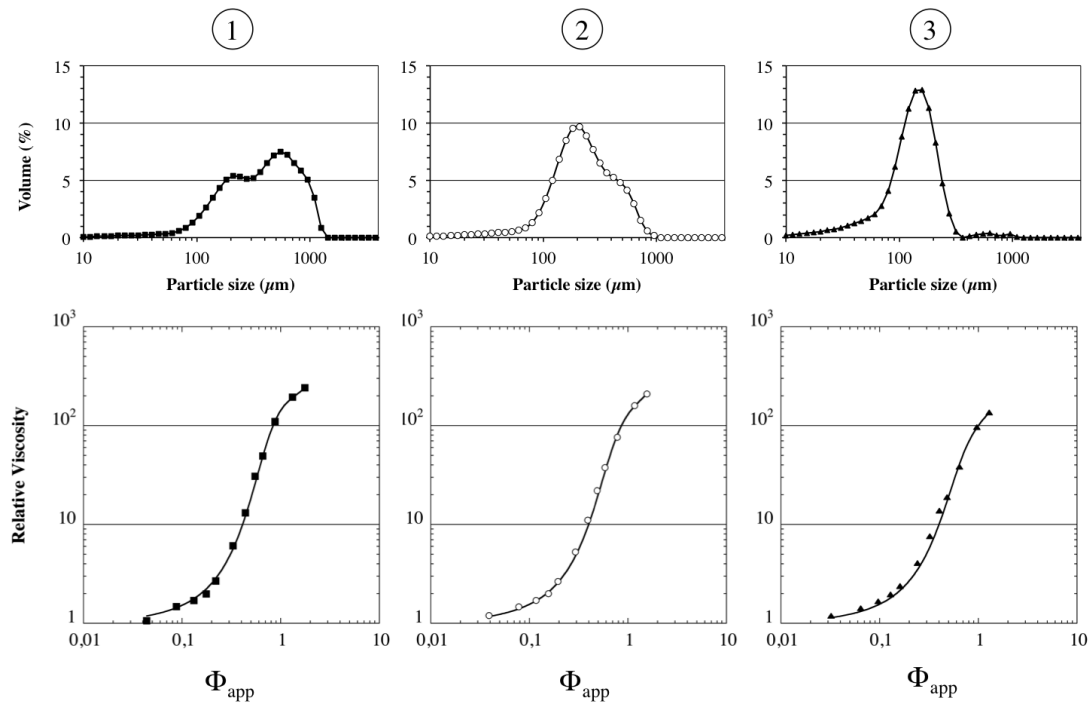 1 2 3
15 15 15
10 10 10
5 5 5
0 0 0
10 100 1000 10 100 1000 10 100 1000
Volume (%)
Particle size (µm) Particle size (µm) Particle size (µm)
10³ 10³ 10³
10² 10² 10²
10 10 10
1 1 1
0,01 0,1 1 10 0,01 0,1 1 10 0,01 0,1 1 10
Relative Viscosity
Φapp Φapp Φapp